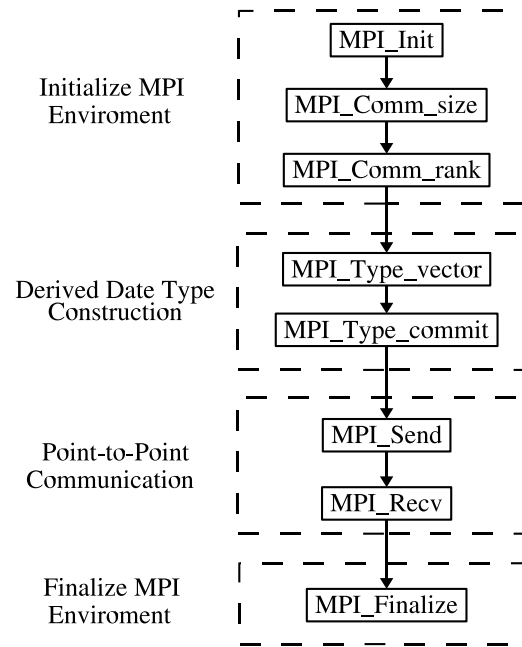 MPI_Init
Initialize MPI
Enviroment
MPI_Comm_size
MPI_Comm_rank
MPI_Type_vector
Derived Date Type
Construction
MPI_Type_commit
MPI_Send
Point-to-Point
Communication
MPI_Recv
Finalize MPI
Enviroment
MPI_Finalize